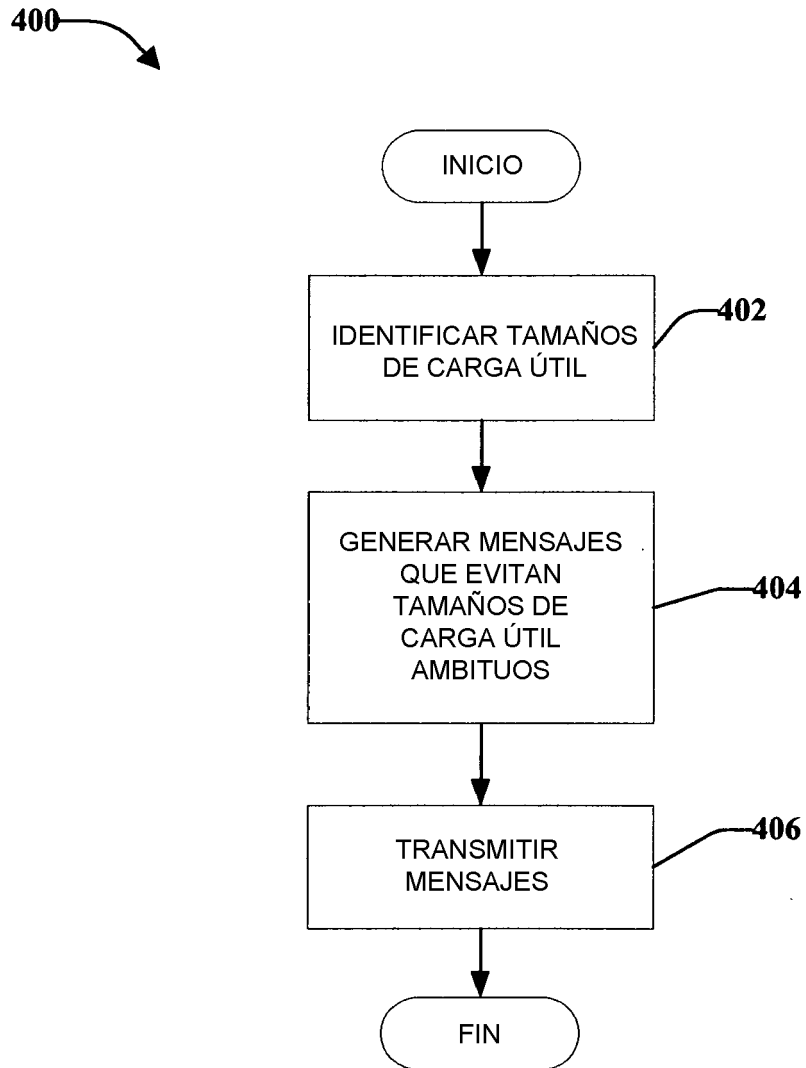 400
INICIO
IDENTIFICAR TAMAÑOS
DE CARGA ÚTIL
402
GENERAR MENSAJES
QUE EVITAN
TAMAÑOS DE
CARGA ÚTIL
AMBITUOS
404
TRANSMITIR
MENSAJES
406
FIN